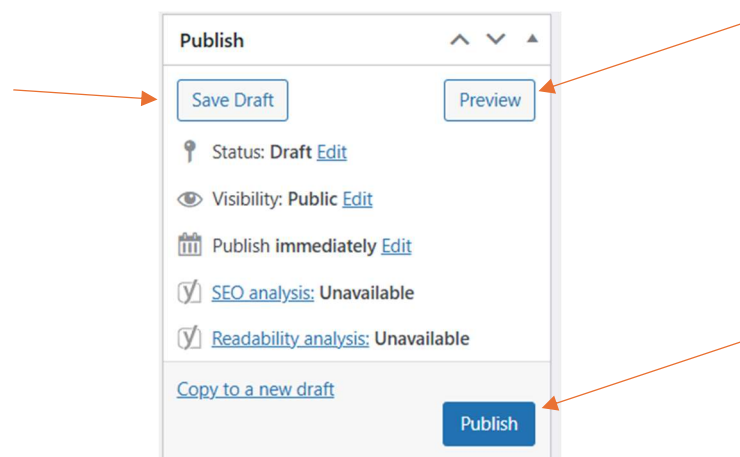 Publish
Save Draft Preview
Status: Draft Edit
Visibility: Public Edit
Publish immediately Edit
SEO analysis: Unavailable
Readability analysis: Unavailable
Copy to a new draft
Publish